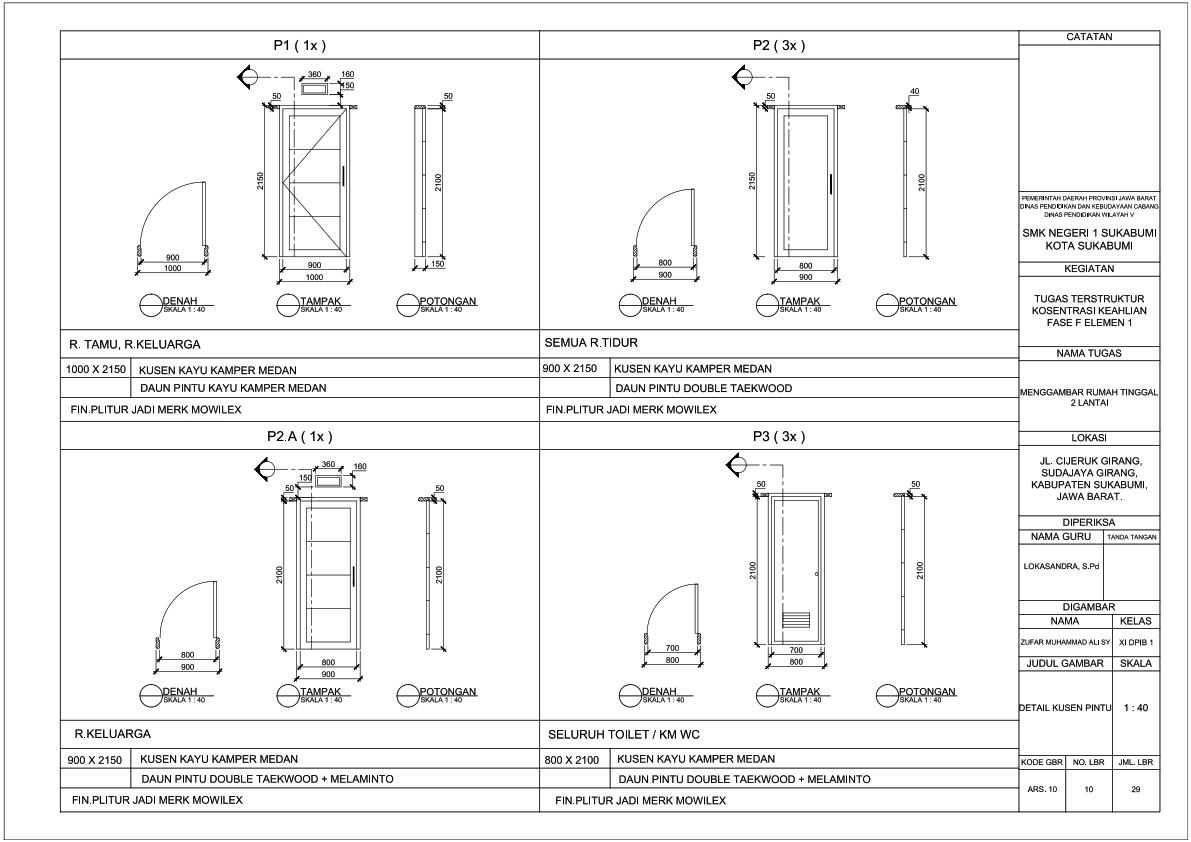 P1 ( 1x )
360
160
150
50
50
2150
2100
900
1000
900
1000
150
DENAH
SKALA 1 : 40
TAMPAK
SKALA 1 : 40
POTONGAN
SKALA 1 : 40
R. TAMU, R.KELUARGA
1000 X 2150
KUSEN KAYU KAMPER MEDAN
DAUN PINTU KAYU KAMPER MEDAN
FIN.PLITUR JADI MERK MOWILEX
P2 ( 3x )
50
40
2150
2100
800
900
800
900
DENAH
SKALA 1 : 40
TAMPAK
SKALA 1 : 40
POTONGAN
SKALA 1 : 40
SEMUA R.TIDUR
900 X 2150
KUSEN KAYU KAMPER MEDAN
DAUN PINTU DOUBLE TAEKWOOD
FIN.PLITUR JADI MERK MOWILEX
P2.A ( 1x )
360
160
150
50
50
2100
2100
800
900
800
900
DENAH
SKALA 1 : 40
TAMPAK
SKALA 1 : 40
POTONGAN
SKALA 1 : 40
R.KELUARGA
900 X 2150
KUSEN KAYU KAMPER MEDAN
DAUN PINTU DOUBLE TAEKWOOD + MELAMINTO
FIN.PLITUR JADI MERK MOWILEX
P3 ( 3x )
50
50
2100
2100
700
800
700
800
DENAH
SKALA 1 : 40
TAMPAK
SKALA 1 : 40
POTONGAN
SKALA 1 : 40
SELURUH TOILET / KM WC
800 X 2100
KUSEN KAYU KAMPER MEDAN
DAUN PINTU DOUBLE TAEKWOOD + MELAMINTO
FIN.PLITUR JADI MERK MOWILEX
CATATAN
PEMERINTAH DAERAH PROVINSI JAWA BARAT
DINAS PENDIDIKAN DAN KEBUDAYAAN CABANG
DINAS PENDIDIKAN WILAYAH V
SMK NEGERI 1 SUKABUMI
KOTA SUKABUMI
KEGIATAN
TUGAS TERSTRUKTUR
KOSENTRASI KEAHLIAN
FASE F ELEMEN 1
NAMA TUGAS
MENGGAMBAR RUMAH TINGGAL
2 LANTAI
LOKASI
JL. CIJERUK GIRANG,
SUDAJAYA GIRANG,
KABUPATEN SUKABUMI,
JAWA BARAT.
DIPERIKSA
NAMA GURU
TANDA TANGAN
LOKASANDRA, S.Pd
DIGAMBAR
NAMA
KELAS
ZUFAR MUHAMMAD ALI SY
XI DPIB 1
JUDUL GAMBAR
SKALA
DETAIL KUSEN PINTU
1 : 40
KODE GBR
NO. LBR
JML. LBR
ARS. 10
10
29